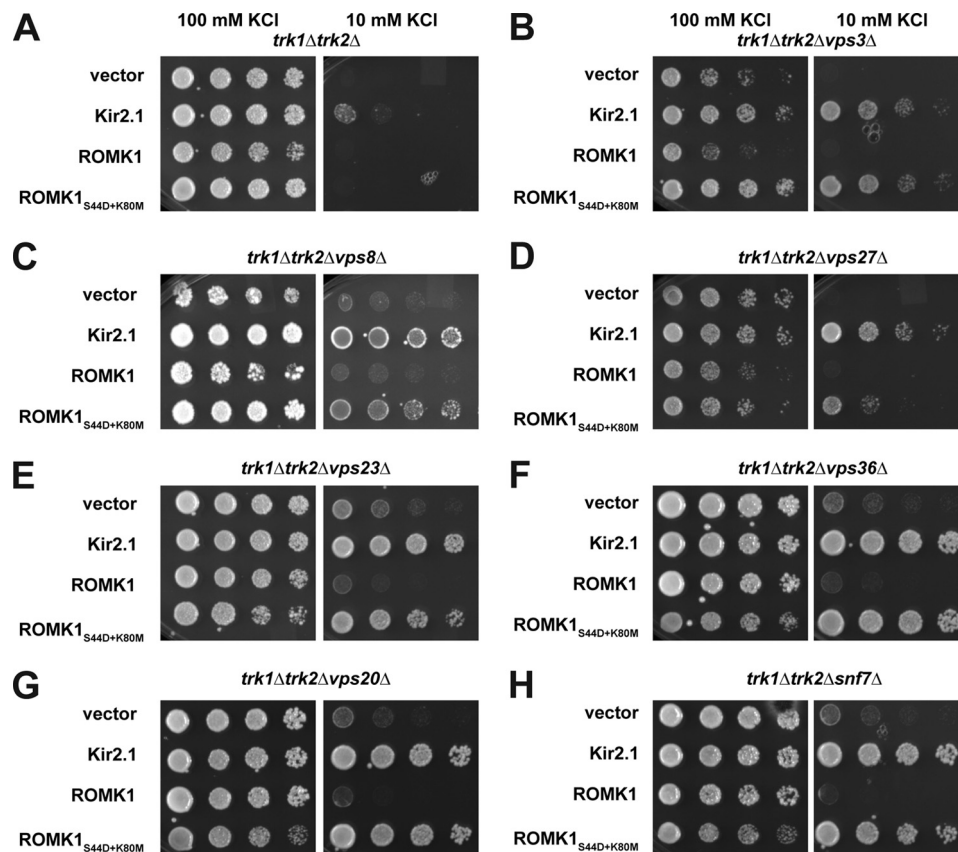 A 100 mM KCl 10 mM KCl
trk1Δtrk2Δ
vector
Kir2.1
ROMK1
ROMK1S44D+K80M
B 100 mM KCl 10 mM KCl
trk1Δtrk2Δvps3Δ
vector
Kir2.1
ROMK1
ROMK1S44D+K80M
C trk1Δtrk2Δvps8Δ
vector
Kir2.1
ROMK1
ROMK1S44D+K80M
D trk1Δtrk2Δvps27Δ
vector
Kir2.1
ROMK1
ROMK1S44D+K80M
E trk1Δtrk2Δvps23Δ
vector
Kir2.1
ROMK1
ROMK1S44D+K80M
F trk1Δtrk2Δvps36Δ
vector
Kir2.1
ROMK1
ROMK1S44D+K80M
G trk1Δtrk2Δvps20Δ
vector
Kir2.1
ROMK1
ROMK1S44D+K80M
H trk1Δtrk2Δsnf7Δ
vector
Kir2.1
ROMK1
ROMK1S44D+K80M